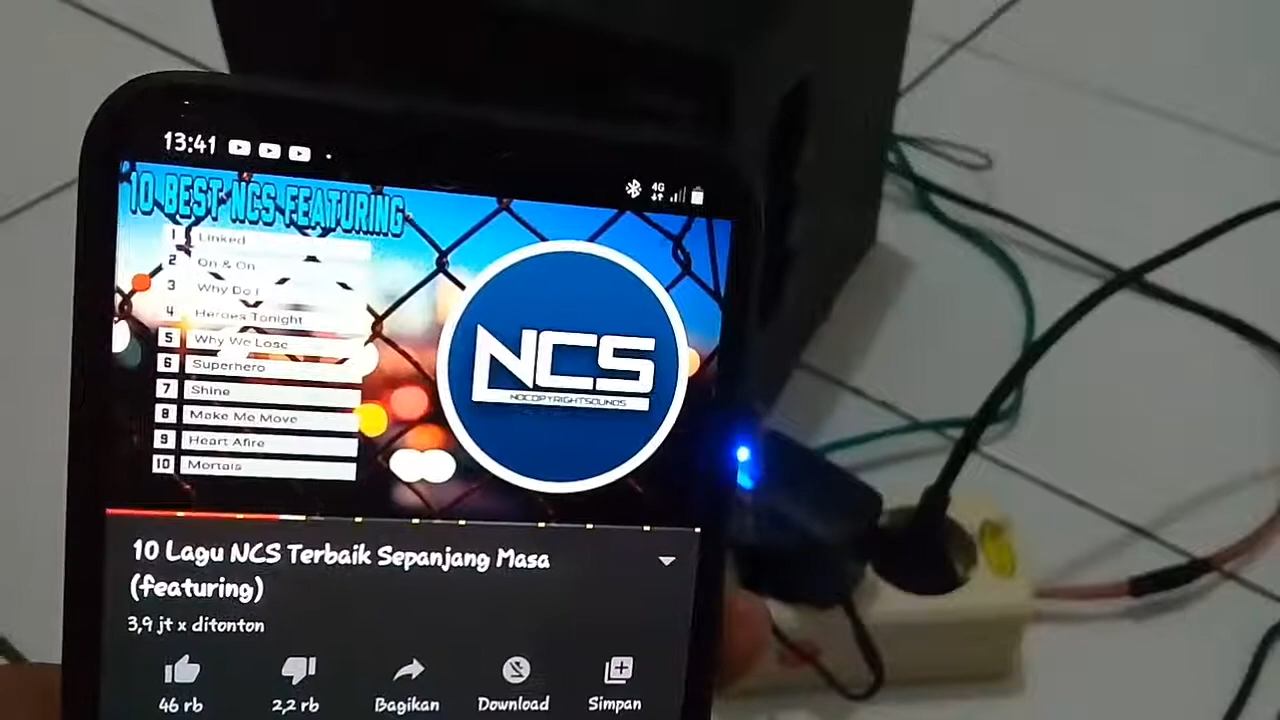 13:41
4G
10 BEST NCS FEATURING
1 Linked
2 On & On
3 Why Do I
4 Heroes Tonight
5 Why We Lose
6 Superhero
7 Shine
8 Make Me Move
9 Heart Afire
10 Mortals
NCS
NOCOPYRIGHTSOUNDS
10 Lagu NCS Terbaik Sepanjang Masa
(featuring)
3,9 jt x ditonton
46 rb
2,2 rb
Bagikan
Download
Simpan